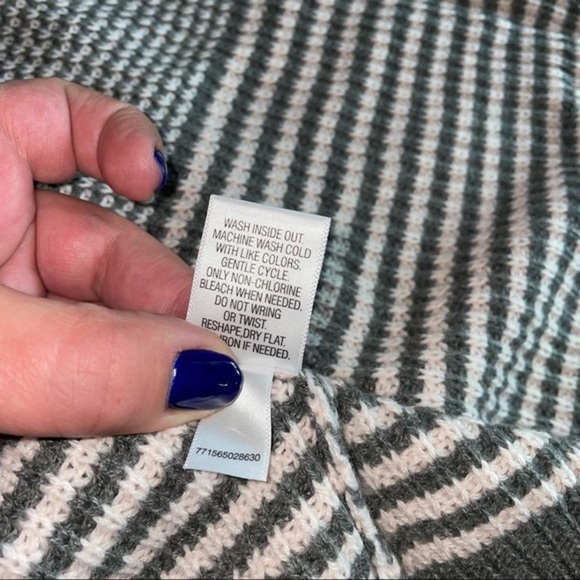 WASH INSIDE OUT.
MACHINE WASH COLD
WITH LIKE COLORS.
GENTLE CYCLE.
ONLY NON-CHLORINE
BLEACH WHEN NEEDED.
DO NOT WRING
OR TWIST.
RESHAPE,DRY FLAT.
IRON IF NEEDED.
771565028630